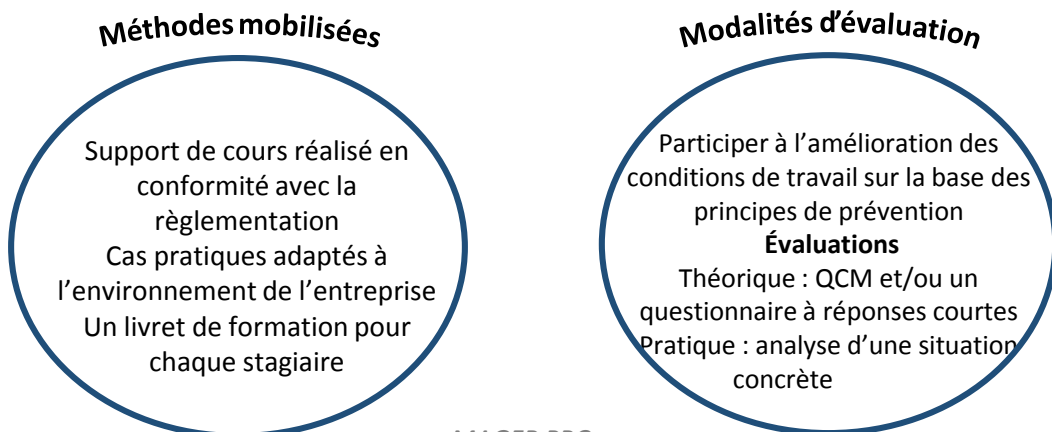 Méthodes mobilisées
Support de cours réalisé en
conformité avec la
règlementation
Cas pratiques adaptés à
l'environnement de l'entreprise
Un livret de formation pour
chaque stagiaire
Modalités d'évaluation
Participer à l'amélioration des
conditions de travail sur la base des
principes de prévention
Évaluations
Théorique : QCM et/ou un
questionnaire à réponses courtes
Pratique : analyse d'une situation
concrète